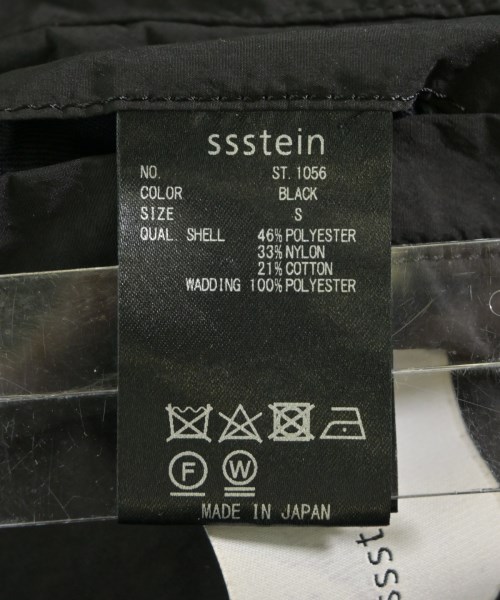 ssstein
NO. ST.1056
COLOR BLACK
SIZE S
QUAL. SHELL 46% POLYESTER
33% NYLON
21% COTTON
WADDING 100% POLYESTER
F W
MADE IN JAPAN
ssst